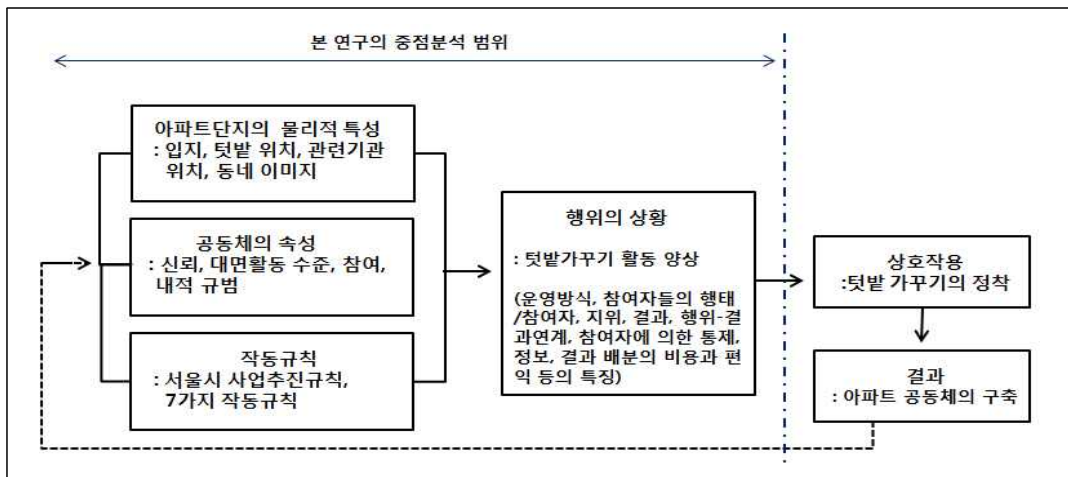 본 연구의 중점분석 범위
아파트단지의 물리적 특성
: 입지, 텃밭 위치, 관련기관
위치, 동네 이미지
공동체의 속성
: 신뢰, 대면활동 수준, 참여,
내적 규범
작동규칙
: 서울시 사업추진규칙,
7가지 작동규칙
행위의 상황
: 텃밭가꾸기 활동 양상
(운영방식, 참여자들의 행태
/참여자, 지위, 결과, 행위-결
과연계, 참여자에 의한 통제,
정보, 결과 배분의 비용과 편
익 등의 특징)
상호작용
:텃밭 가꾸기의 정착
결과
: 아파트 공동체의 구축